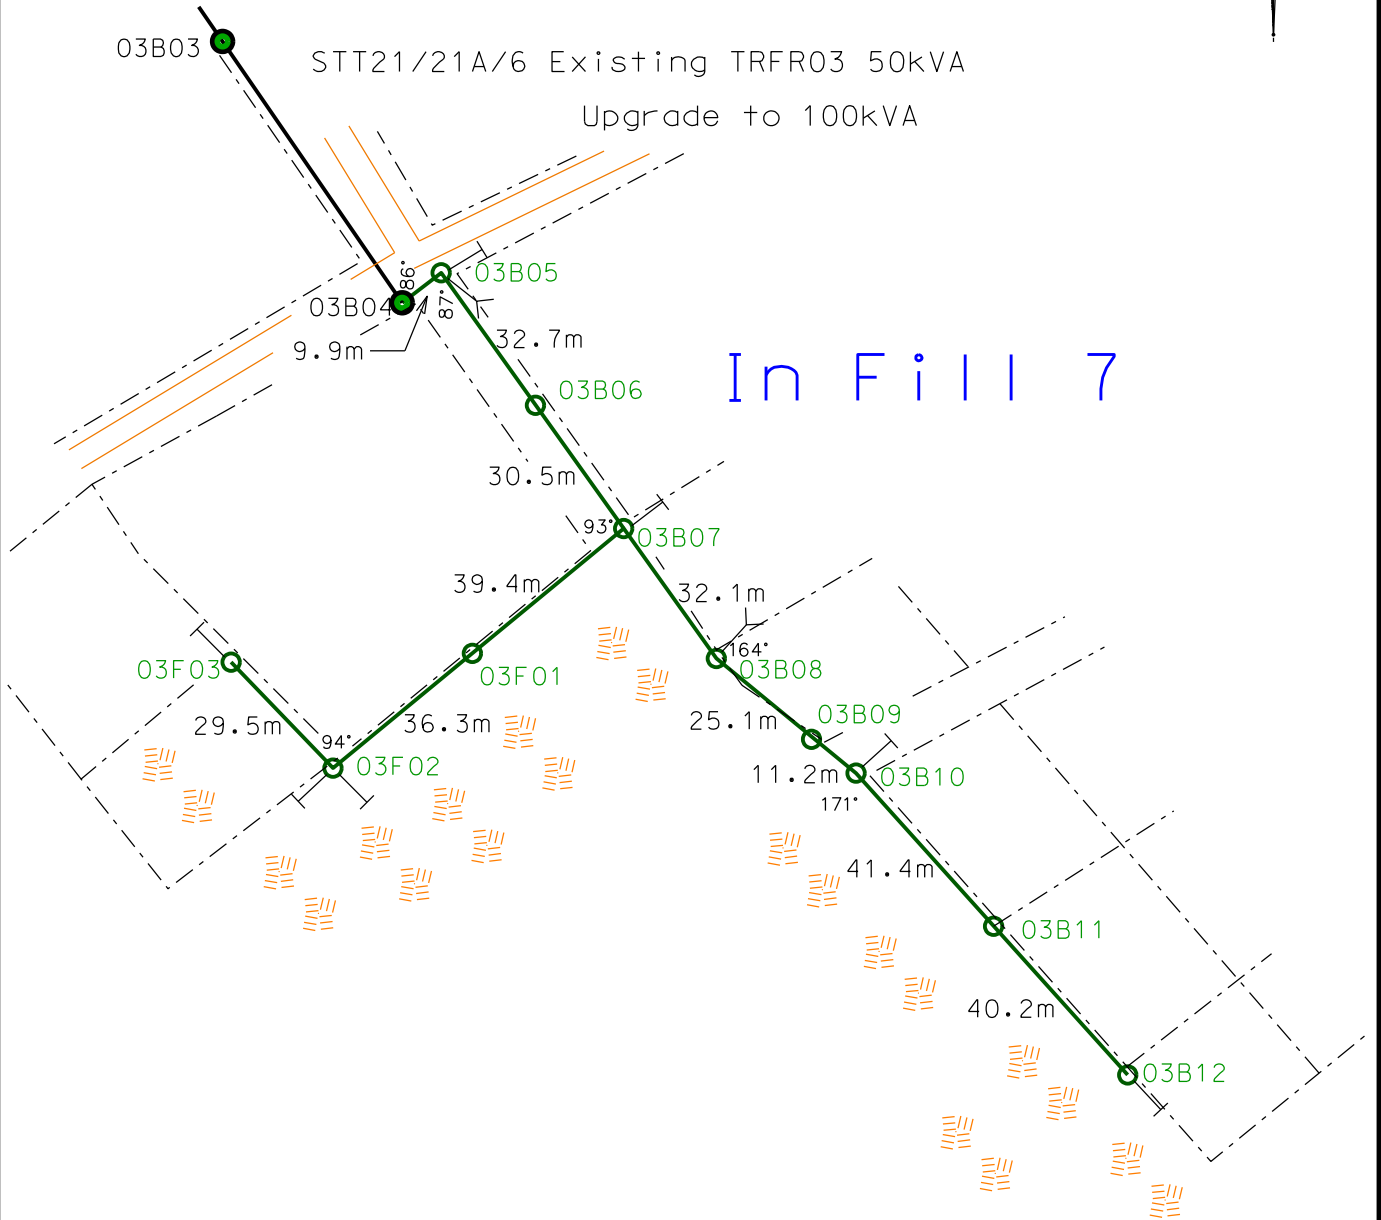 03B03
STT21/21A/6 Existing TRFR03 50kVA
Upgrade to 100kVA
86°
03B05
03B04
87°
9.9m
32.7m
In Fill 7
03B06
30.5m
93°
03B07
39.4m
32.1m
164°
03F03
03F01
03B08
29.5m
36.3m
25.1m
03B09
94°
03F02
11.2m
03B10
171°
41.4m
03B11
40.2m
03B12